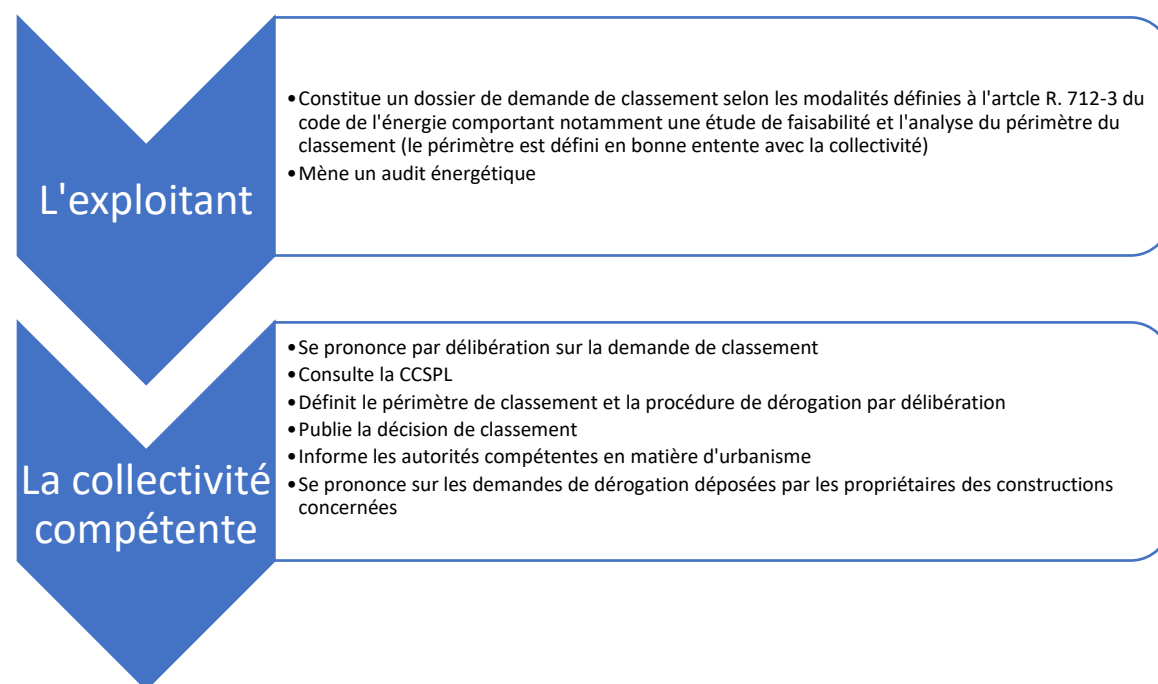 L'exploitant
•Constitue un dossier de demande de classement selon les modalités définies à l'artcle R. 712-3 du
code de l'énergie comportant notamment une étude de faisabilité et l'analyse du périmètre du
classement (le périmètre est défini en bonne entente avec la collectivité)
•Mène un audit énergétique
La collectivité
compétente
•Se prononce par délibération sur la demande de classement
•Consulte la CCSPL
•Définit le périmètre de classement et la procédure de dérogation par délibération
•Publie la décision de classement
•Informe les autorités compétentes en matière d'urbanisme
•Se prononce sur les demandes de dérogation déposées par les propriétaires des constructions
concernées